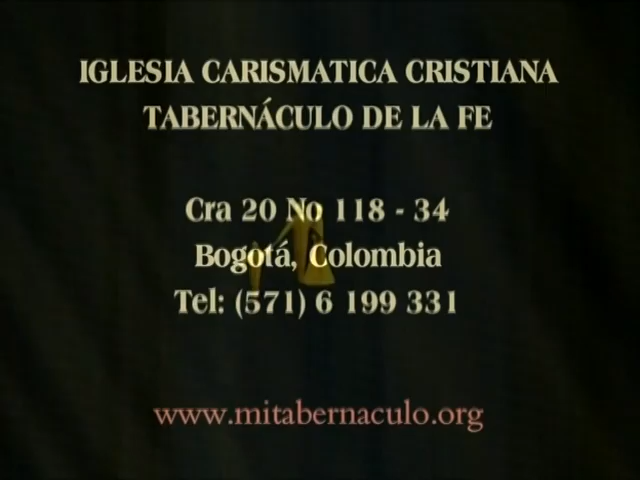 IGLESIA CARISMATICA CRISTIANA
TABERNÁCULO DE LA FE
Cra 20 No 118 - 34
Bogotá, Colombia
Tel: (571) 6 199 331
www.mitabernaculo.org